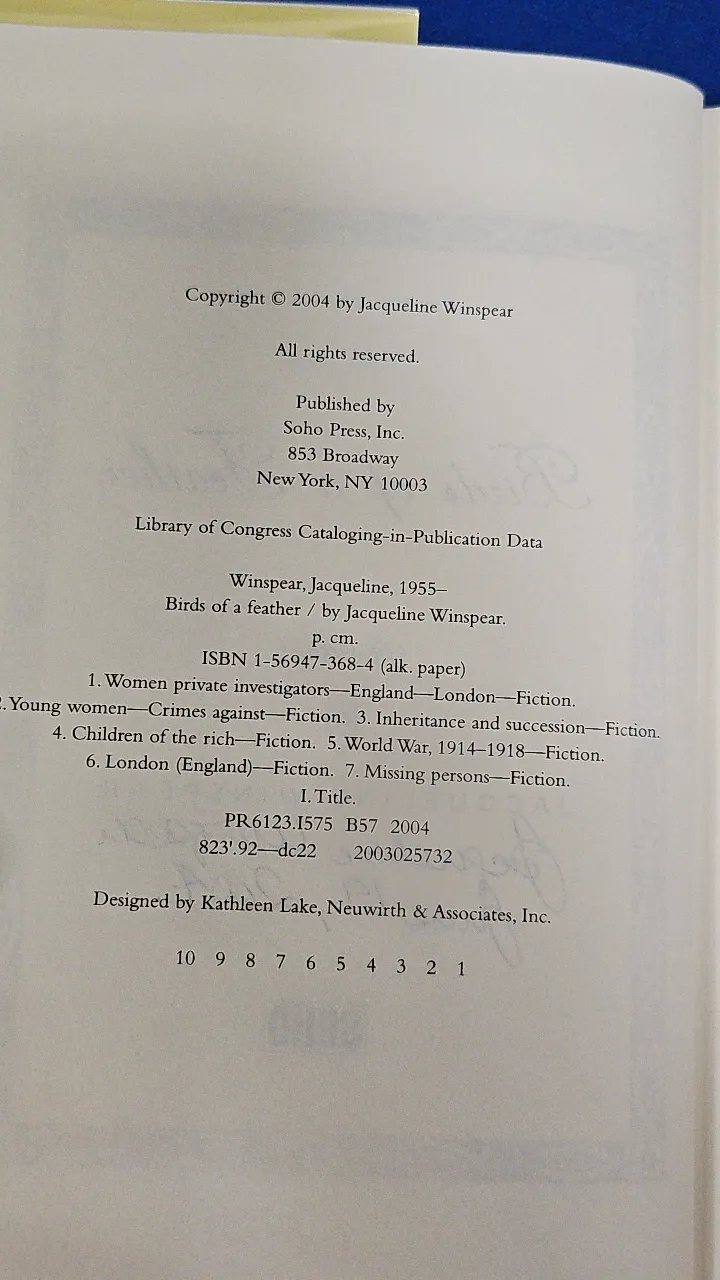 Copyright © 2004 by Jacqueline Winspear
All rights reserved.
Published by
Soho Press, Inc.
853 Broadway
New York, NY 10003
Library of Congress Cataloging-in-Publication Data
Winspear, Jacqueline, 1955–
Birds of a feather / by Jacqueline Winspear.
p. cm.
ISBN 1-56947-368-4 (alk. paper)
1. Women private investigators—England—London—Fiction.
. Young women—Crimes against—Fiction. 3. Inheritance and succession—Fiction.
4. Children of the rich—Fiction. 5. World War, 1914–1918—Fiction.
6. London (England)—Fiction. 7. Missing persons—Fiction.
I. Title.
PR6123.I575 B57 2004
823'.92—dc22 2003025732
Designed by Kathleen Lake, Neuwirth & Associates, Inc.
10 9 8 7 6 5 4 3 2 1